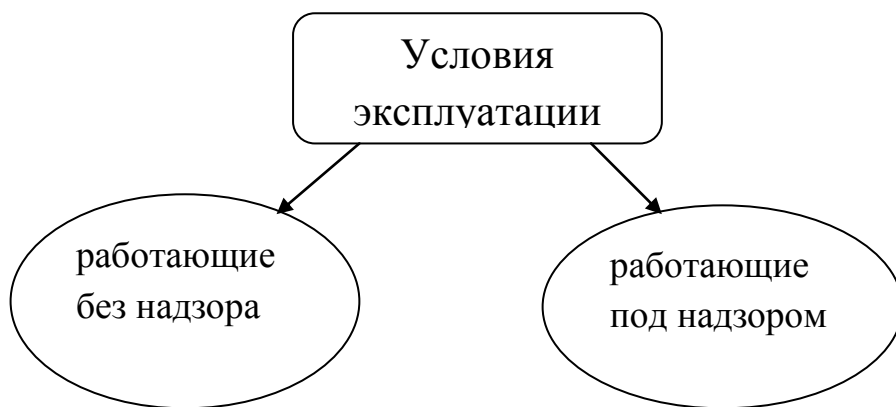 Условия
эксплуатации
работающие
без надзора
работающие
под надзором